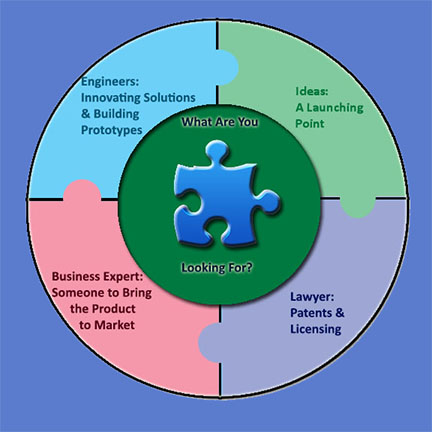 Engineers:
Innovating Solutions
& Building
Prototypes
Ideas:
A Launching
Point
What Are You
Looking For?
Business Expert:
Someone to Bring
the Product
to Market
Lawyer:
Patents &
Licensing